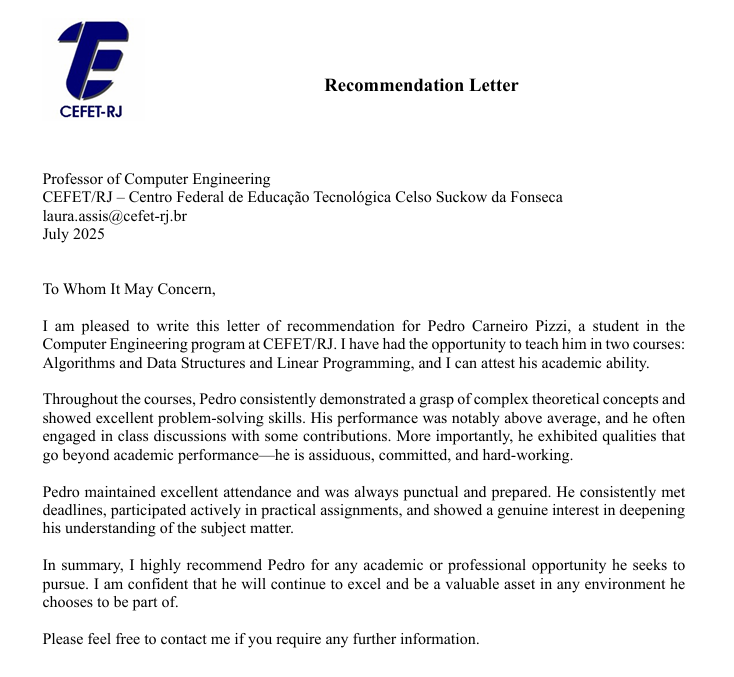 CEFET-RJ
Recommendation Letter
Professor of Computer Engineering
CEFET/RJ – Centro Federal de Educação Tecnológica Celso Suckow da Fonseca
laura.assis@cefet-rj.br
July 2025
To Whom It May Concern,
I am pleased to write this letter of recommendation for Pedro Carneiro Pizzi, a student in the
Computer Engineering program at CEFET/RJ. I have had the opportunity to teach him in two courses:
Algorithms and Data Structures and Linear Programming, and I can attest his academic ability.
Throughout the courses, Pedro consistently demonstrated a grasp of complex theoretical concepts and
showed excellent problem-solving skills. His performance was notably above average, and he often
engaged in class discussions with some contributions. More importantly, he exhibited qualities that
go beyond academic performance—he is assiduous, committed, and hard-working.
Pedro maintained excellent attendance and was always punctual and prepared. He consistently met
deadlines, participated actively in practical assignments, and showed a genuine interest in deepening
his understanding of the subject matter.
In summary, I highly recommend Pedro for any academic or professional opportunity he seeks to
pursue. I am confident that he will continue to excel and be a valuable asset in any environment he
chooses to be part of.
Please feel free to contact me if you require any further information.